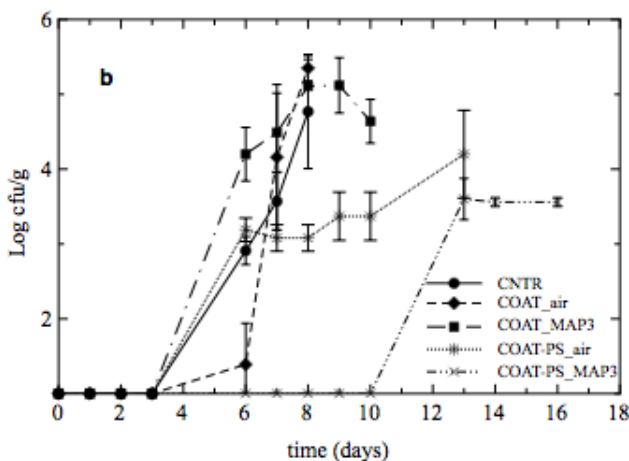 b
Log cfu/g
6
4
2
CNTR
COAT_air
COAT_MAP3
COAT-PS_air
COAT-PS_MAP3
0 2 4 6 8 10 12 14 16 18
time (days)